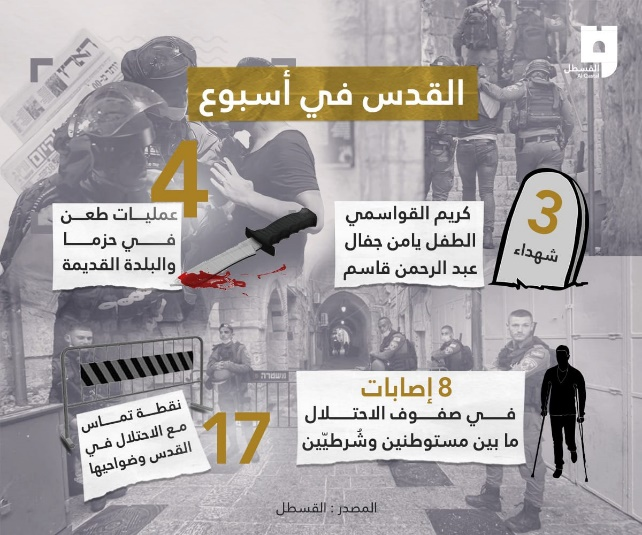 القسطل
Al Qastal
القدس في أسبوع
3
شهداء
كريم القواسمي
الطفل يامن جفال
عبد الرحمن قاسم
4
عمليات طعن
في حزما
والبلدة القديمة
8 إصابات
في صفوف الاحتلال
ما بين مستوطنين وشُرطيّين
17
نقطة تماس
مع الاحتلال في
القدس وضواحيها
المصدر : القسطل
משטרה
הארץ